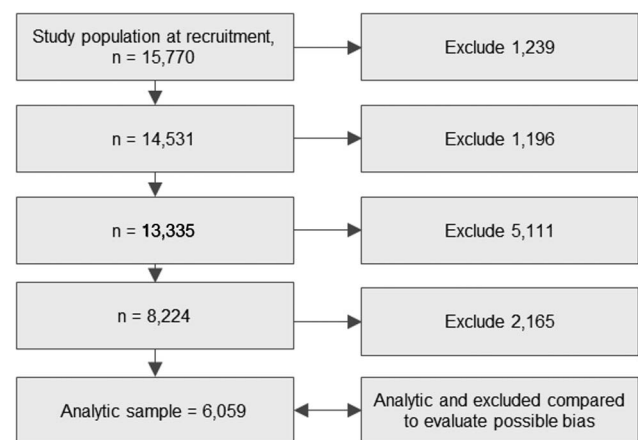 Study population at recruitment,
n = 15,770
Exclude 1,239
n = 14,531
Exclude 1,196
n = 13,335
Exclude 5,111
n = 8,224
Exclude 2,165
Analytic sample = 6,059
Analytic and excluded compared
to evaluate possible bias